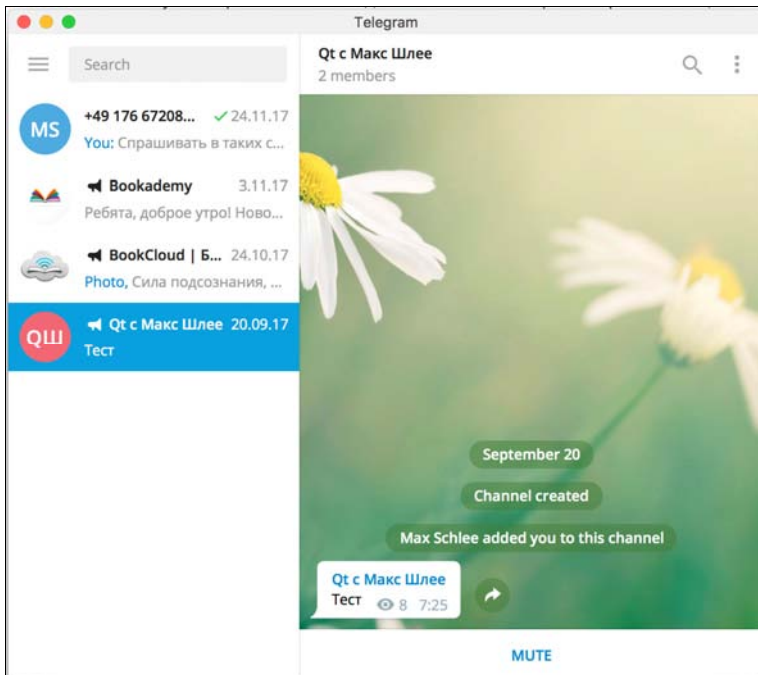 Telegram
Search
MS
+49 176 67208... 24.11.17
You: Спрашивать в таких с...
Bookademy 3.11.17
Ребята, доброе утро! Ново...
BookCloud | Б... 24.10.17
Photo, Сила подсознания, ...
QШ
Qt с Макс Шлее 20.09.17
Тест
Qt с Макс Шлее
2 members
September 20
Channel created
Max Schlee added you to this channel
Qt с Макс Шлее
Тест 8 7:25
MUTE